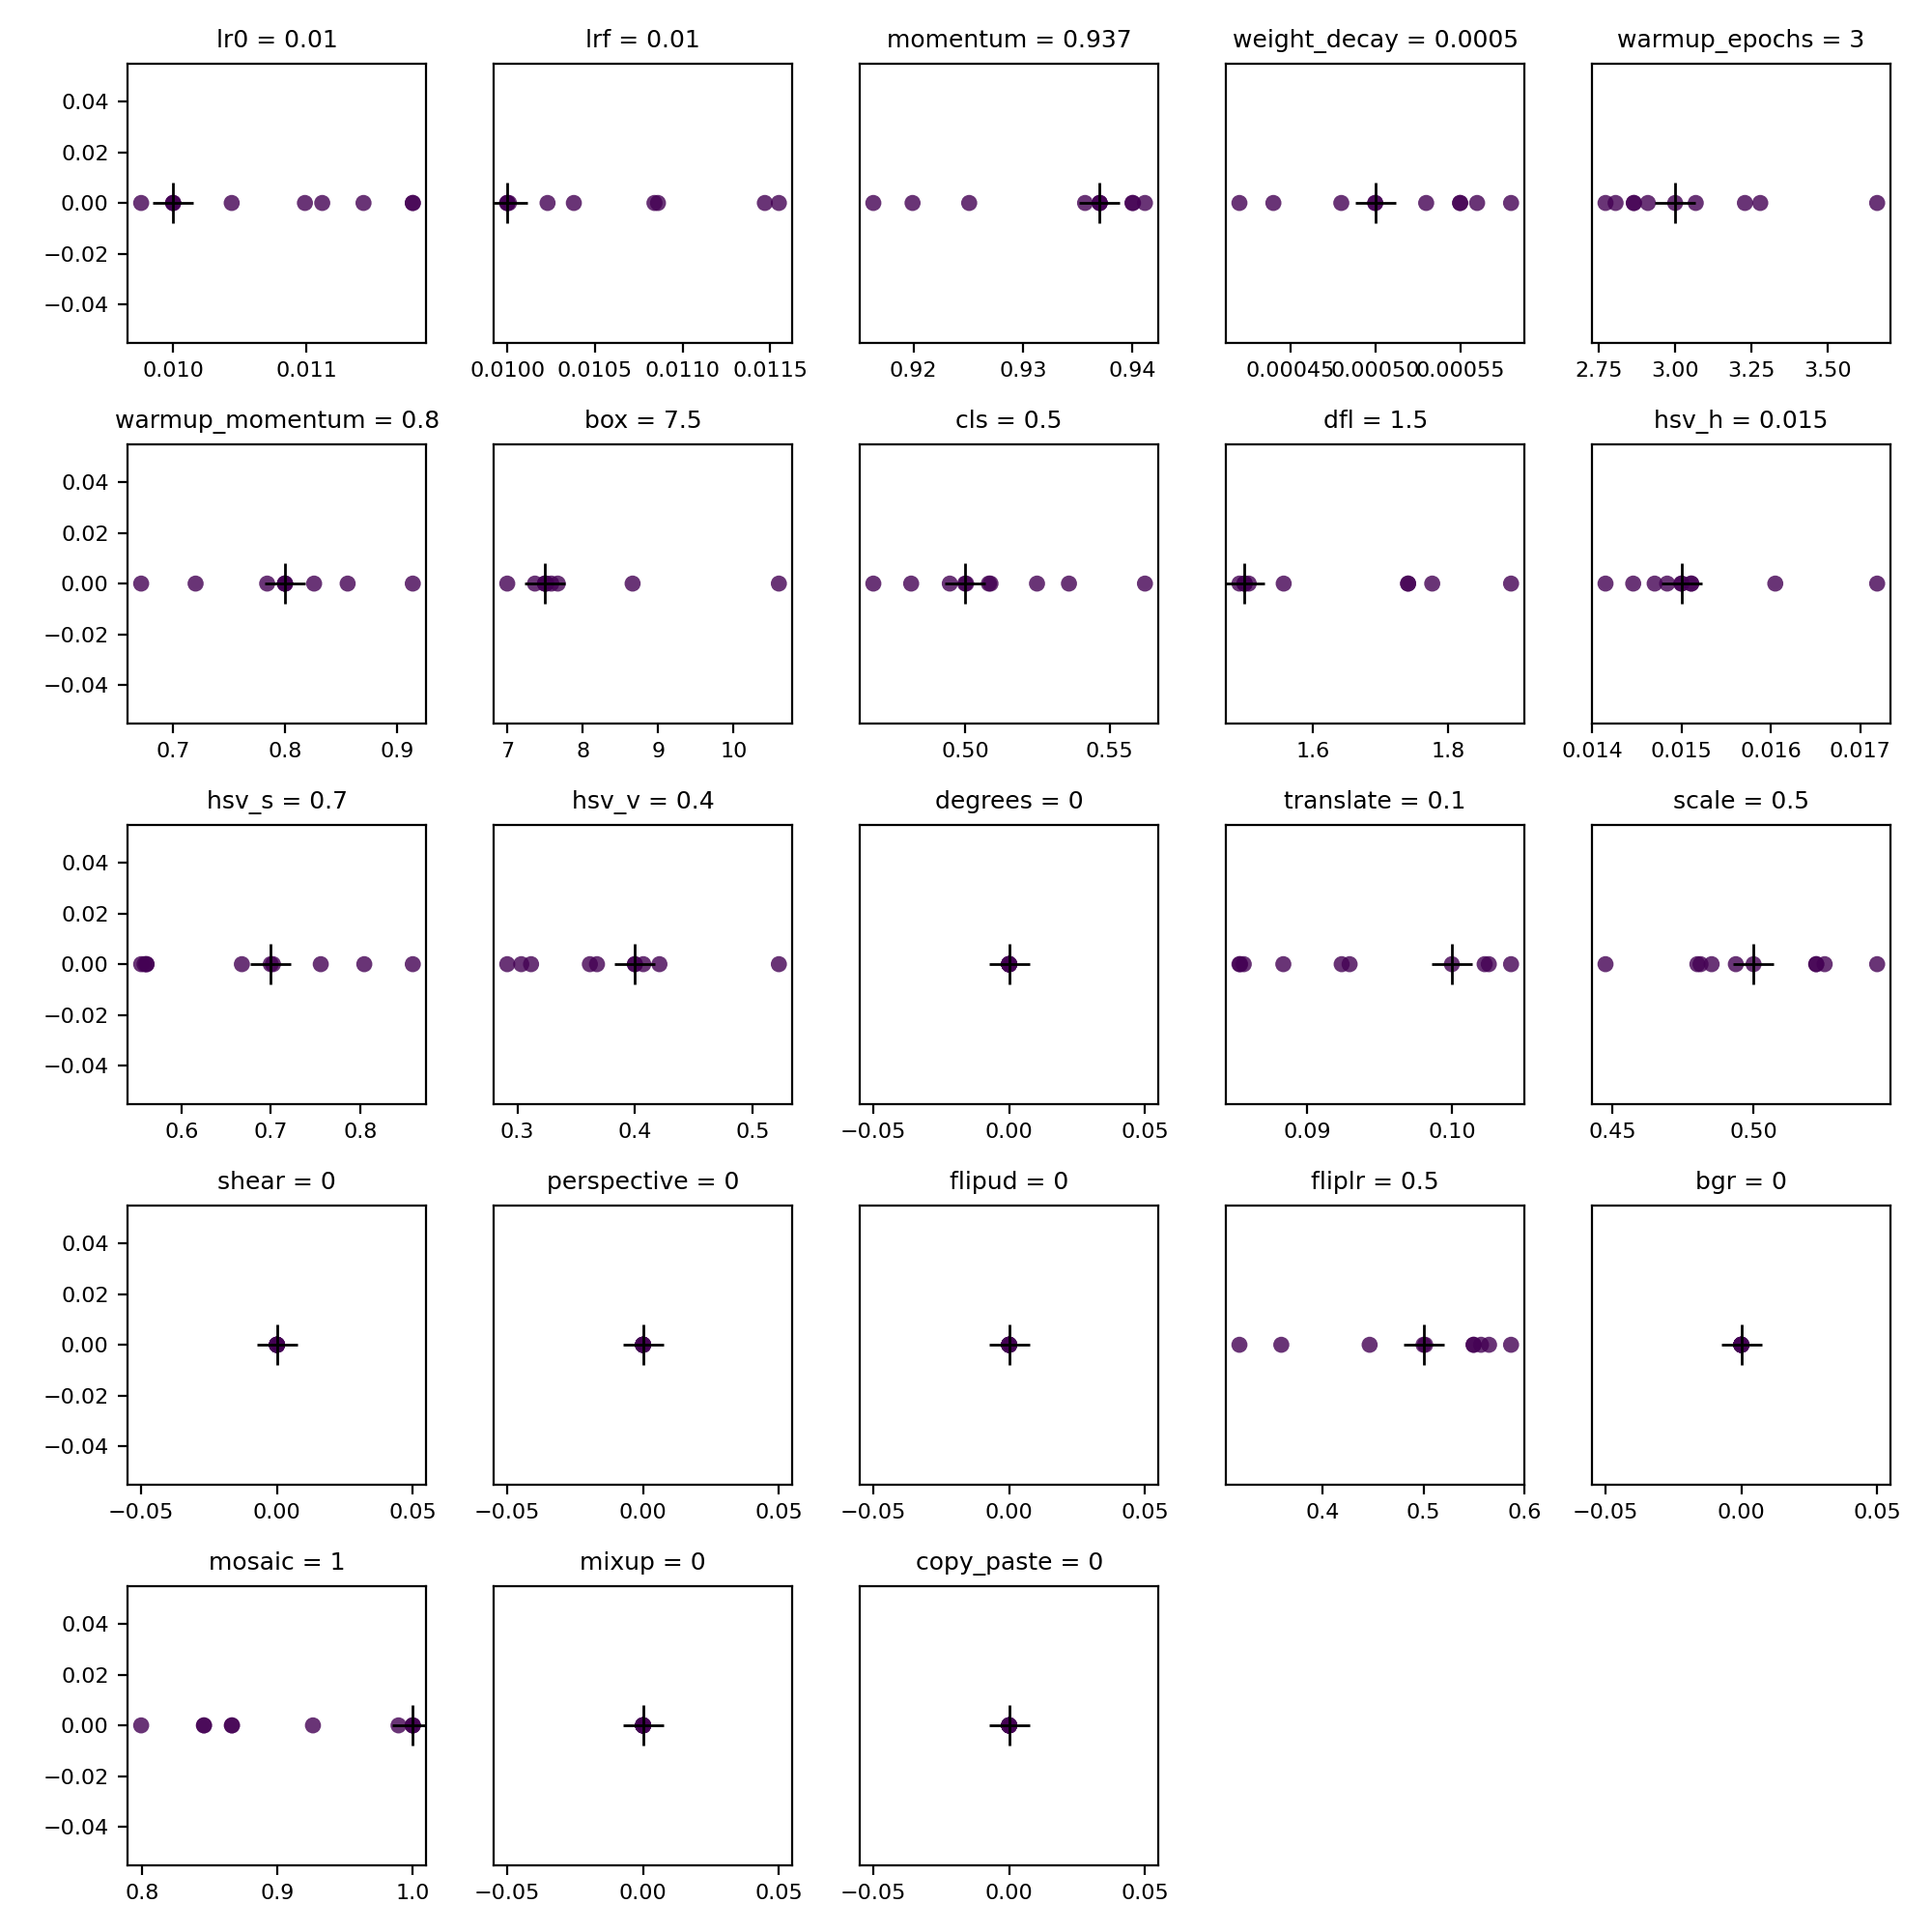 lr0 = 0.01 lrf = 0.01 momentum = 0.937 weight_decay = 0.0005 warmup_epochs = 3
0.04
0.02
0.00
−0.02
−0.04
0.010 0.011 0.0100 0.0105 0.0110 0.0115 0.92 0.93 0.94 0.00045 0.00050 0.00055 2.75 3.00 3.25 3.50
warmup_momentum = 0.8 box = 7.5 cls = 0.5 dfl = 1.5 hsv_h = 0.015
0.04
0.02
0.00
−0.02
−0.04
0.7 0.8 0.9 7 8 9 10 0.50 0.55 1.6 1.8 0.014 0.015 0.016 0.017
hsv_s = 0.7 hsv_v = 0.4 degrees = 0 translate = 0.1 scale = 0.5
0.04
0.02
0.00
−0.02
−0.04
0.6 0.7 0.8 0.3 0.4 0.5 −0.05 0.00 0.05 0.09 0.10 0.45 0.50
shear = 0 perspective = 0 flipud = 0 fliplr = 0.5 bgr = 0
0.04
0.02
0.00
−0.02
−0.04
−0.05 0.00 0.05 −0.05 0.00 0.05 −0.05 0.00 0.05 0.4 0.5 0.6 −0.05 0.00 0.05
mosaic = 1 mixup = 0 copy_paste = 0
0.04
0.02
0.00
−0.02
−0.04
0.8 0.9 1.0 −0.05 0.00 0.05 −0.05 0.00 0.05